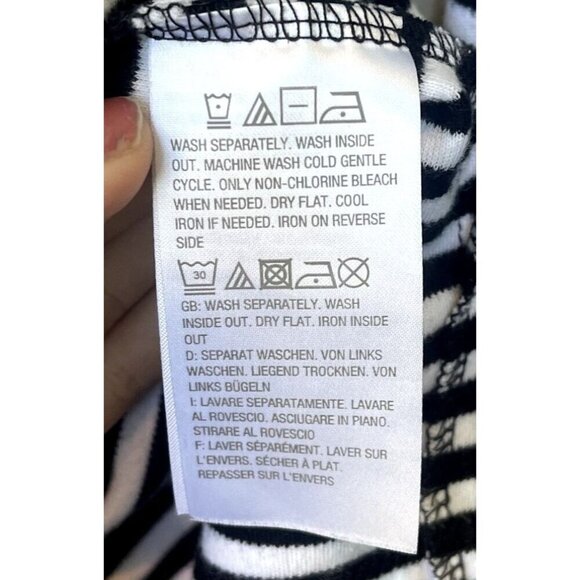 WASH SEPARATELY. WASH INSIDE
OUT. MACHINE WASH COLD GENTLE
CYCLE. ONLY NON-CHLORINE BLEACH
WHEN NEEDED. DRY FLAT. COOL
IRON IF NEEDED. IRON ON REVERSE
SIDE
30
GB: WASH SEPARATELY. WASH
INSIDE OUT. DRY FLAT. IRON INSIDE
OUT
D: SEPARAT WASCHEN. VON LINKS
WASCHEN. LIEGEND TROCKNEN. VON
LINKS BÜGELN
I: LAVARE SEPARATAMENTE. LAVARE
AL ROVESCIO. ASCIUGARE IN PIANO.
STIRARE AL ROVESCIO
F: LAVER SÉPARÉMENT. LAVER SUR
L'ENVERS. SÉCHER À PLAT.
REPASSER SUR L'ENVERS